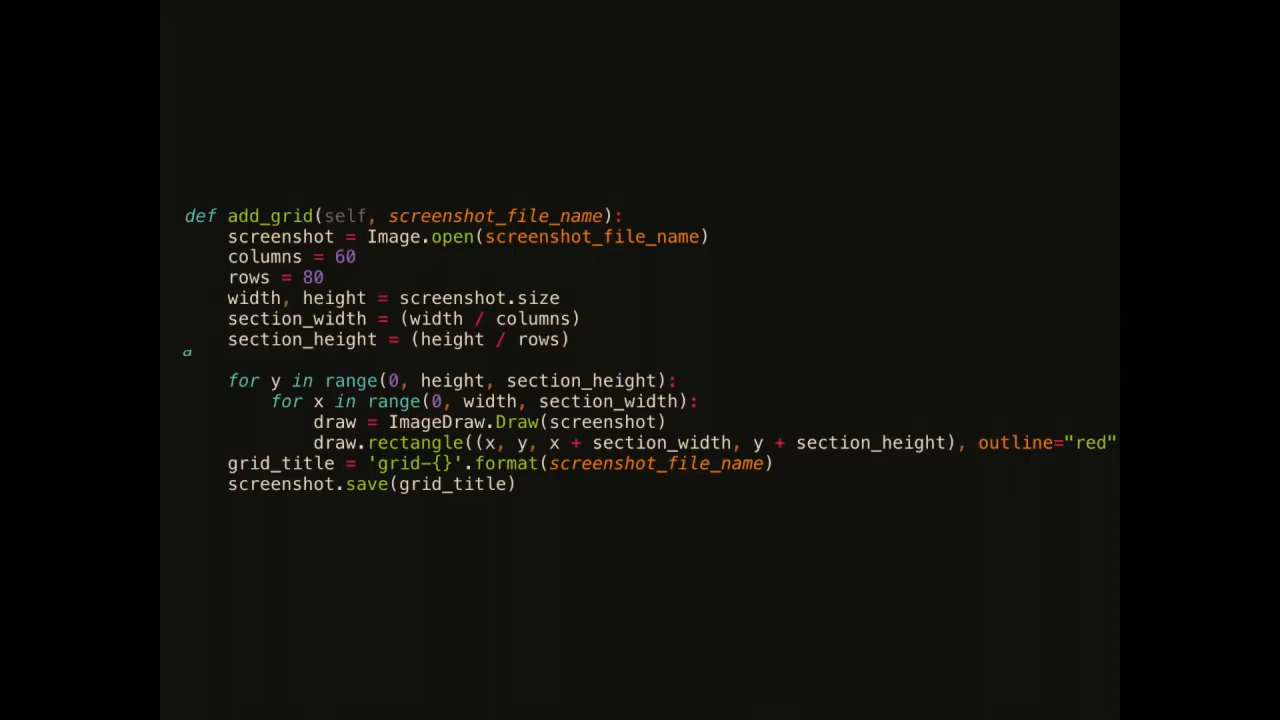 def add_grid(self, screenshot_file_name):
    screenshot = Image.open(screenshot_file_name)
    columns = 60
    rows = 80
    width, height = screenshot.size
    section_width = (width / columns)
    section_height = (height / rows)
a
    for y in range(0, height, section_height):
        for x in range(0, width, section_width):
            draw = ImageDraw.Draw(screenshot)
            draw.rectangle((x, y, x + section_width, y + section_height), outline="red"
    grid_title = 'grid-{}'.format(screenshot_file_name)
    screenshot.save(grid_title)